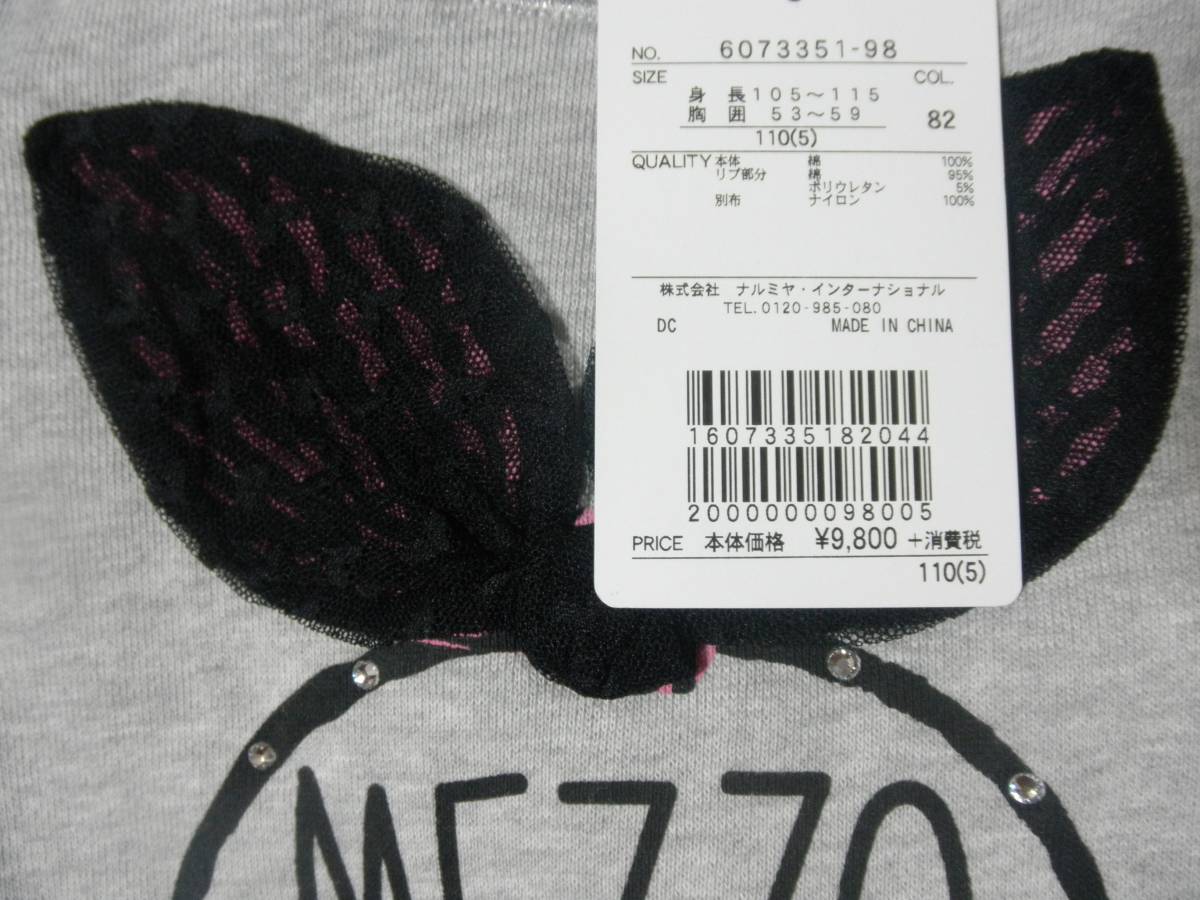 NO. 6073351-98
SIZE COL.
身長105〜115
胸囲 53〜59
82
110(5)
QUALITY 本体 綿 100%
リブ部分 綿 95%
ポリウレタン 5%
別布 ナイロン 100%
株式会社 ナルミヤ・インターナショナル
TEL.0120-985-080
DC MADE IN CHINA
1607335182044
2000000098005
PRICE 本体価格 ¥9,800 +消費税
110(5)
MEZZO